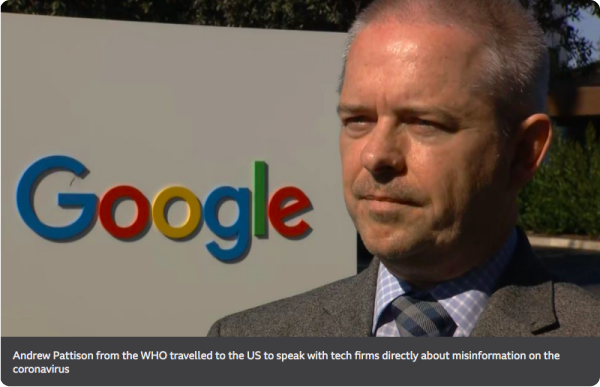 Google
Andrew Pattison from the WHO travelled to the US to speak with tech firms directly about misinformation on the
coronavirus